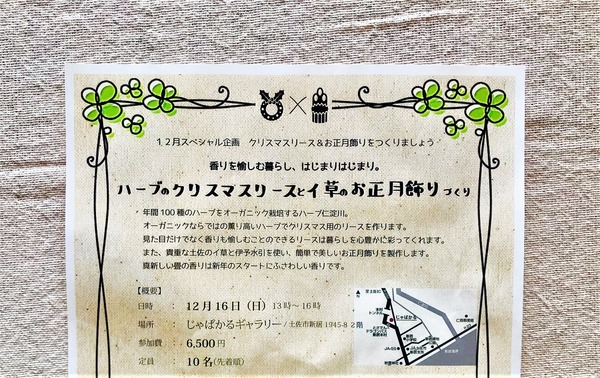 12月スペシャル企画　クリスマスリース＆お正月飾りをつくりましょう
香りを愉しむ暮らし、はじまりはじまり。
ハーブのクリスマスリースとイ草のお正月飾りづくり
年間100種のハーブをオーガニック栽培するハーブ仁淀川。
オーガニックならではの薫り高いハーブでクリスマス用のリースを作ります。
見た目だけでなく香りも愉しむことのできるリースは暮らしを心豊かに彩ってくれます。
また、貴重な土佐のイ草と伊予水引を使い、簡単で美しいお正月飾りを製作します。
真新しい畳の香りは新年のスタートにふさわしい香りです。
【概要】
日時　：　12月16日（日）13時〜16時
場所　：　じゃぱかるギャラリー / 土佐市新居1945-8 2階
参加費　：　6,500円
定員　：　10名(先着順)
じゃぱかる